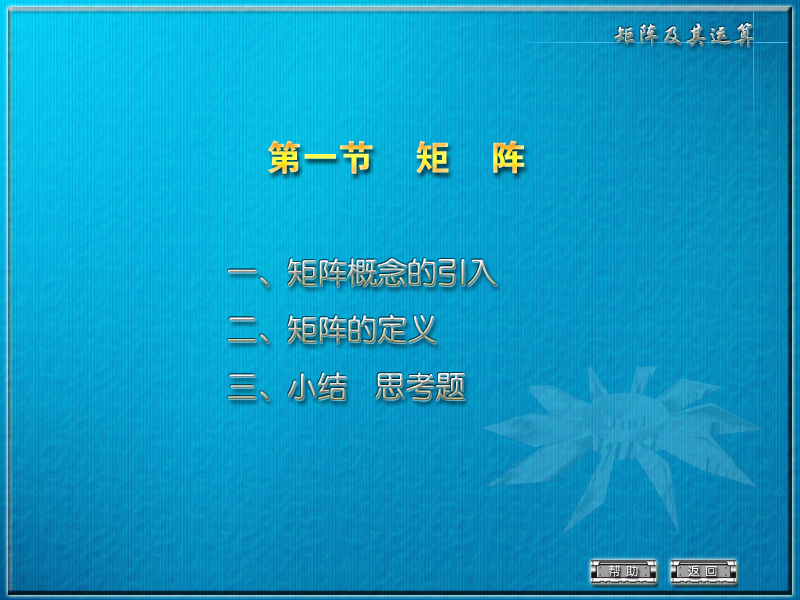 矩阵及其运算
第一节 矩 阵
一、矩阵概念的引入
二、矩阵的定义
三、小结 思考题
帮助 返回